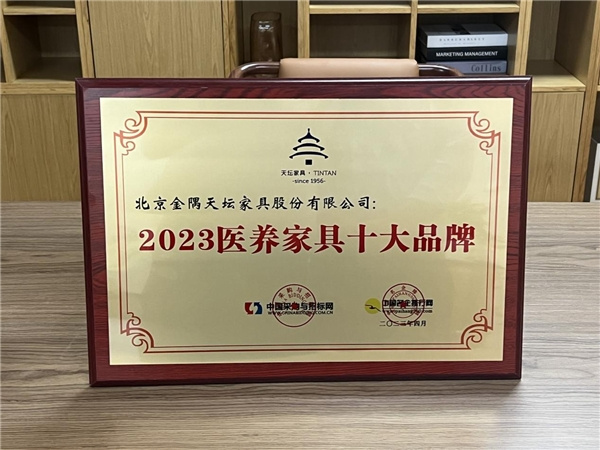 MARKETING MANAGEMENT
Collins
天坛家具·TINTAN
-since 1956-
北京金隅天坛家具股份有限公司:
2023医养家具十大品牌
中国采购与招标网
WWW.CHINABIDDING.COM.CN
二〇二三年四月